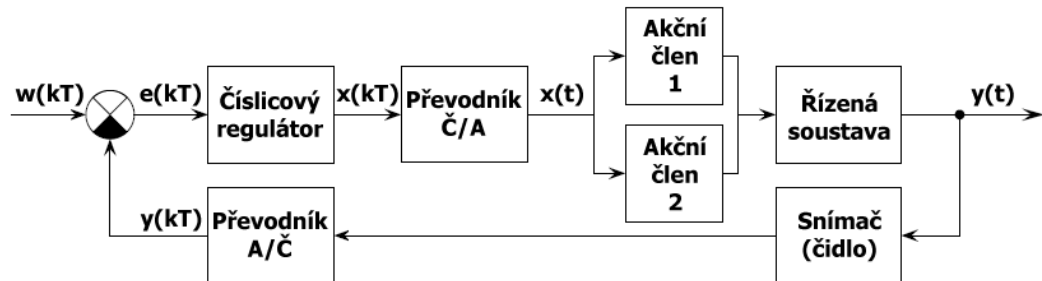 w(kT)
e(kT)
Číslicový
regulátor
x(kT)
Převodník
Č/A
x(t)
Akční
člen
1
Akční
člen
2
Řízená
soustava
y(t)
y(kT)
Převodník
A/Č
Snímač
(čidlo)